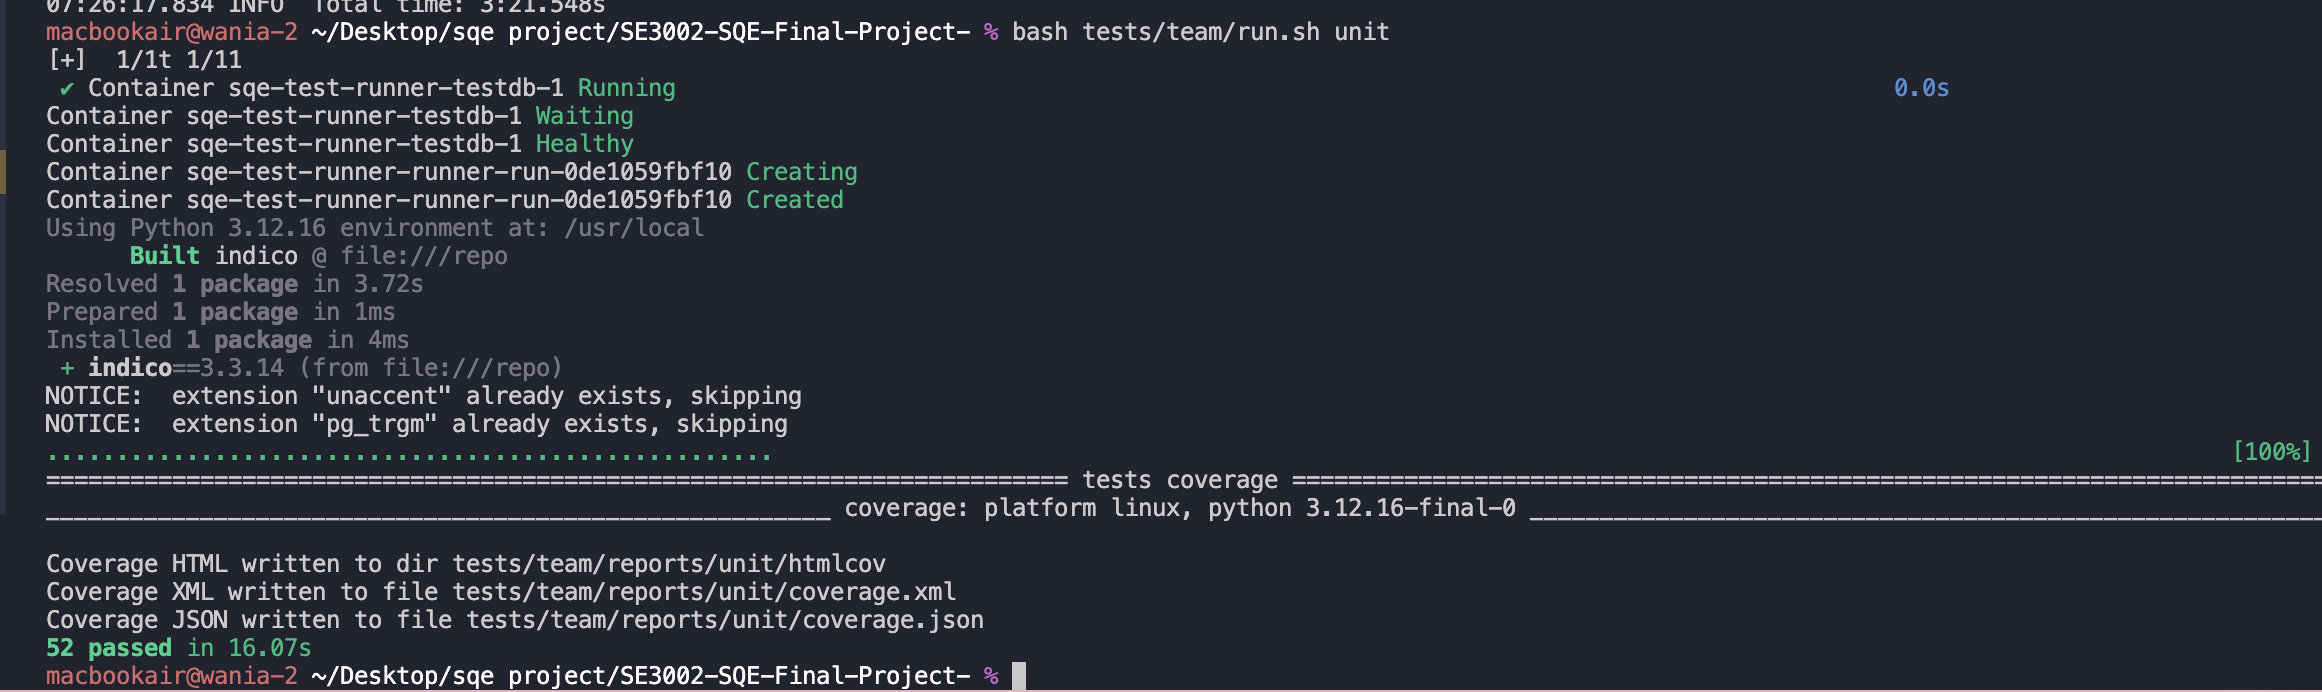 07:26:17.834 INFO  Total time: 3:21.548s
macbookair@wania-2 ~/Desktop/sqe project/SE3002-SQE-Final-Project- % bash tests/team/run.sh unit
[+]  1/1t 1/11
 ✔ Container sqe-test-runner-testdb-1 Running 0.0s
Container sqe-test-runner-testdb-1 Waiting
Container sqe-test-runner-testdb-1 Healthy
Container sqe-test-runner-runner-run-0de1059fbf10 Creating
Container sqe-test-runner-runner-run-0de1059fbf10 Created
Using Python 3.12.16 environment at: /usr/local
      Built indico @ file:///repo
Resolved 1 package in 3.72s
Prepared 1 package in 1ms
Installed 1 package in 4ms
 + indico==3.3.14 (from file:///repo)
NOTICE:  extension "unaccent" already exists, skipping
NOTICE:  extension "pg_trgm" already exists, skipping
.................................................... [100%]
========================================================================= tests coverage ==========================================================================
________________________________________________________ coverage: platform linux, python 3.12.16-final-0 _________________________________________________________

Coverage HTML written to dir tests/team/reports/unit/htmlcov
Coverage XML written to file tests/team/reports/unit/coverage.xml
Coverage JSON written to file tests/team/reports/unit/coverage.json
52 passed in 16.07s
macbookair@wania-2 ~/Desktop/sqe project/SE3002-SQE-Final-Project- %